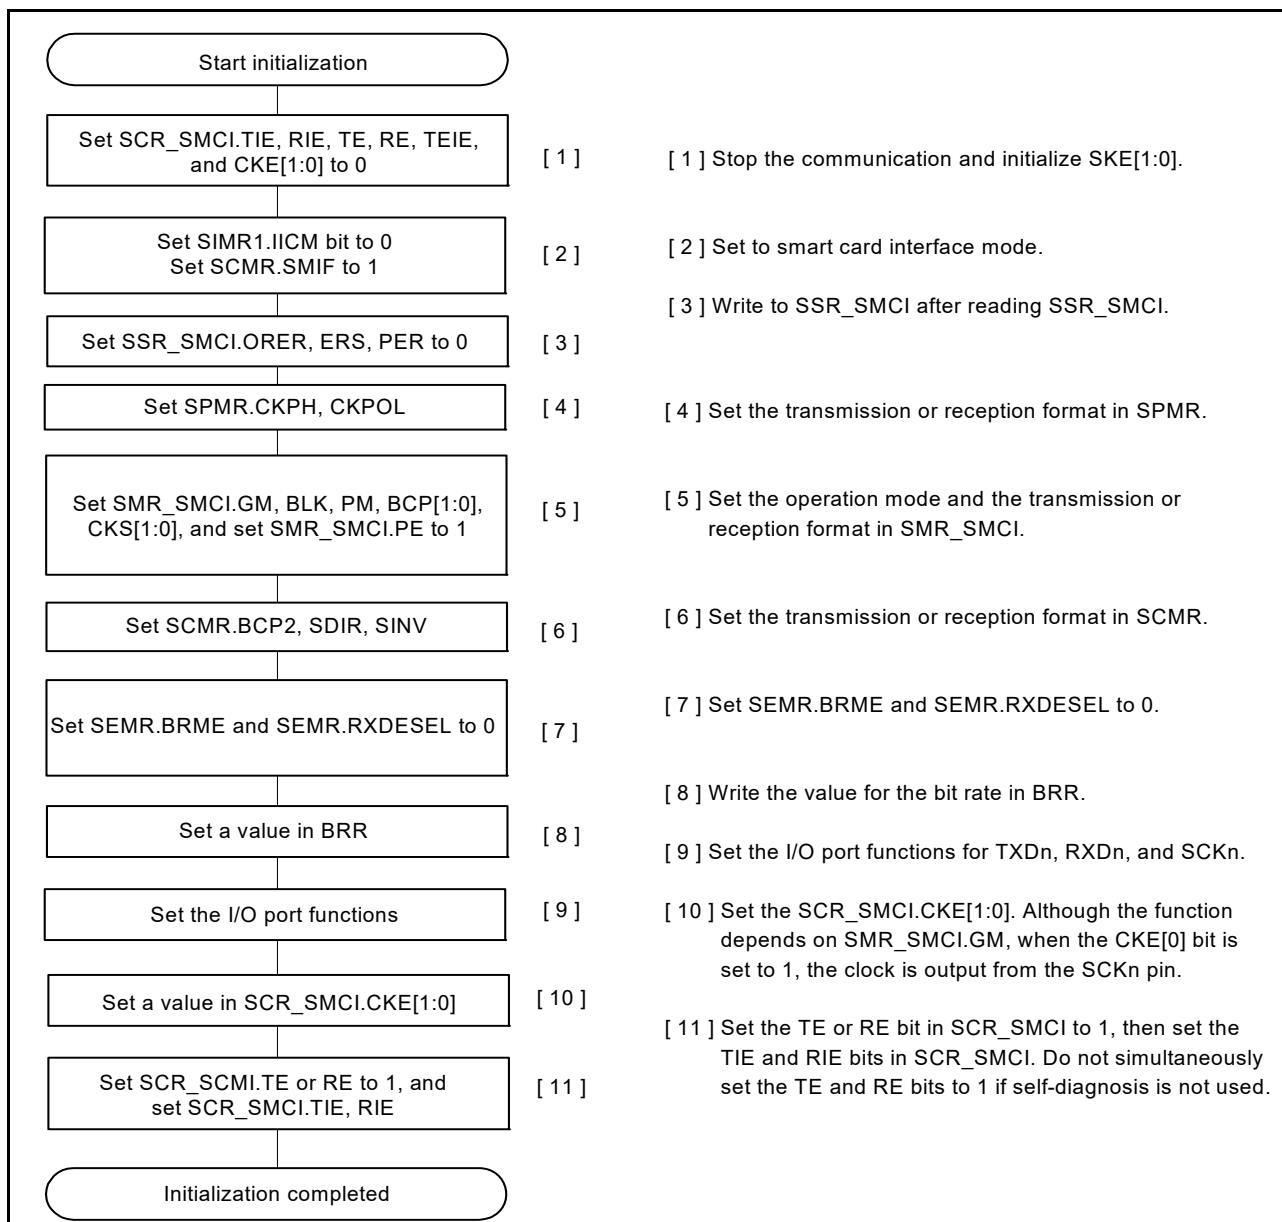 Start initialization
Set SCR_SMCI.TIE, RIE, TE, RE, TEIE,
and CKE[1:0] to 0
[ 1 ]
[ 1 ] Stop the communication and initialize SKE[1:0].
Set SIMR1.IICM bit to 0
Set SCMR.SMIF to 1
[ 2 ]
[ 2 ] Set to smart card interface mode.
[ 3 ] Write to SSR_SMCI after reading SSR_SMCI.
Set SSR_SMCI.ORER, ERS, PER to 0
[ 3 ]
Set SPMR.CKPH, CKPOL
[ 4 ]
[ 4 ] Set the transmission or reception format in SPMR.
Set SMR_SMCI.GM, BLK, PM, BCP[1:0],
CKS[1:0], and set SMR_SMCI.PE to 1
[ 5 ]
[ 5 ] Set the operation mode and the transmission or
reception format in SMR_SMCI.
Set SCMR.BCP2, SDIR, SINV
[ 6 ]
[ 6 ] Set the transmission or reception format in SCMR.
Set SEMR.BRME and SEMR.RXDESEL to 0
[ 7 ]
[ 7 ] Set SEMR.BRME and SEMR.RXDESEL to 0.
[ 8 ] Write the value for the bit rate in BRR.
Set a value in BRR
[ 8 ]
[ 9 ] Set the I/O port functions for TXDn, RXDn, and SCKn.
Set the I/O port functions
[ 9 ]
[ 10 ] Set the SCR_SMCI.CKE[1:0]. Although the function
depends on SMR_SMCI.GM, when the CKE[0] bit is
set to 1, the clock is output from the SCKn pin.
Set a value in SCR_SMCI.CKE[1:0]
[ 10 ]
[ 11 ] Set the TE or RE bit in SCR_SMCI to 1, then set the
TIE and RIE bits in SCR_SMCI. Do not simultaneously
set the TE and RE bits to 1 if self-diagnosis is not used.
Set SCR_SCMI.TE or RE to 1, and
set SCR_SMCI.TIE, RIE
[ 11 ]
Initialization completed